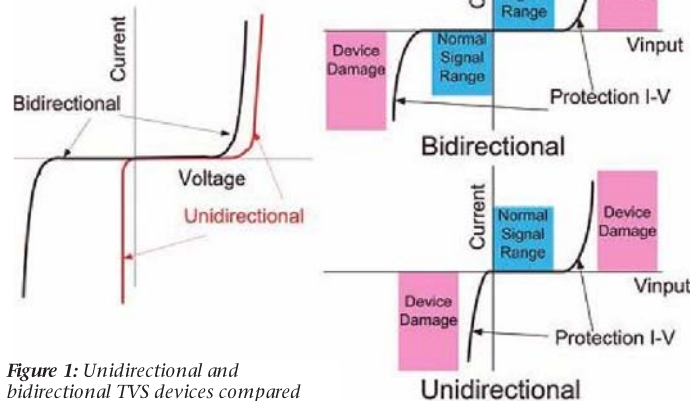 Current
Bidirectional
Voltage
Unidirectional
Figure 1: Unidirectional and
bidirectional TVS devices compared
Range
Device
Damage
Normal
Signal
Range
Vinput
Protection I-V
Bidirectional
Current
Normal
Signal
Range
Device
Damage
Vinput
Device
Damage
Protection I-V
Unidirectional